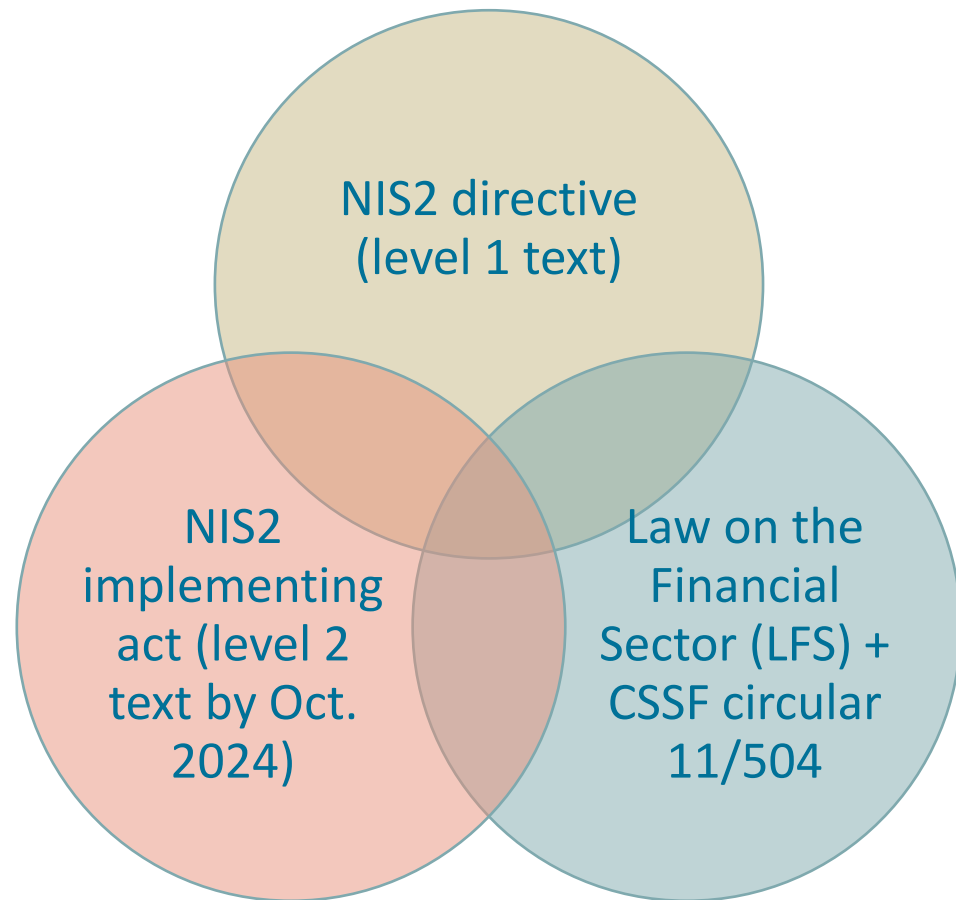 NIS2 directive
(level 1 text)
NIS2
implementing
act (level 2
text by Oct.
2024)
Law on the
Financial
Sector (LFS) +
CSSF circular
11/504